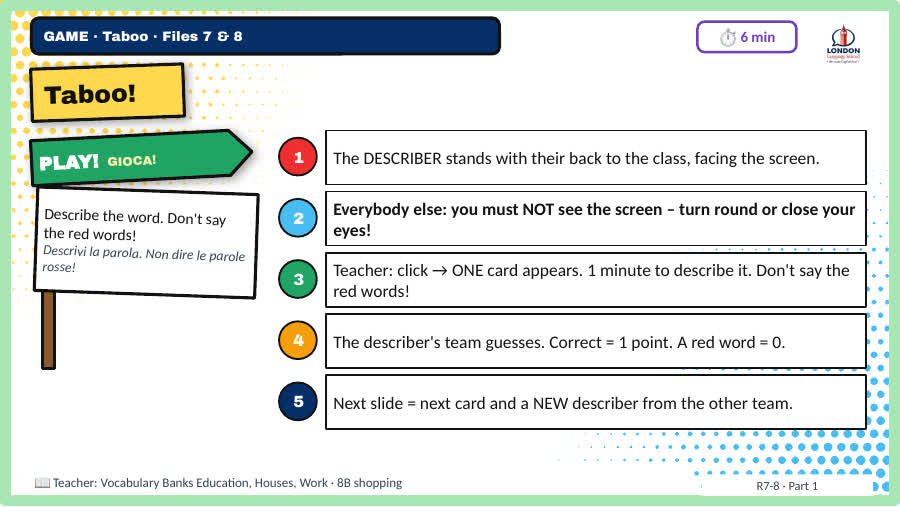 GAME · Taboo · Files 7 & 8
⏱️ 6 min
LONDON
Language School
Taboo!
PLAY! GIOCA!
Describe the word. Don't say
the red words!
Descrivi la parola. Non dire le parole
rosse!
1
The DESCRIBER stands with their back to the class, facing the screen.
2
Everybody else: you must NOT see the screen – turn round or close your
eyes!
3
Teacher: click → ONE card appears. 1 minute to describe it. Don't say the
red words!
4
The describer's team guesses. Correct = 1 point. A red word = 0.
5
Next slide = next card and a NEW describer from the other team.
📖 Teacher: Vocabulary Banks Education, Houses, Work · 8B shopping
R7-8 · Part 1